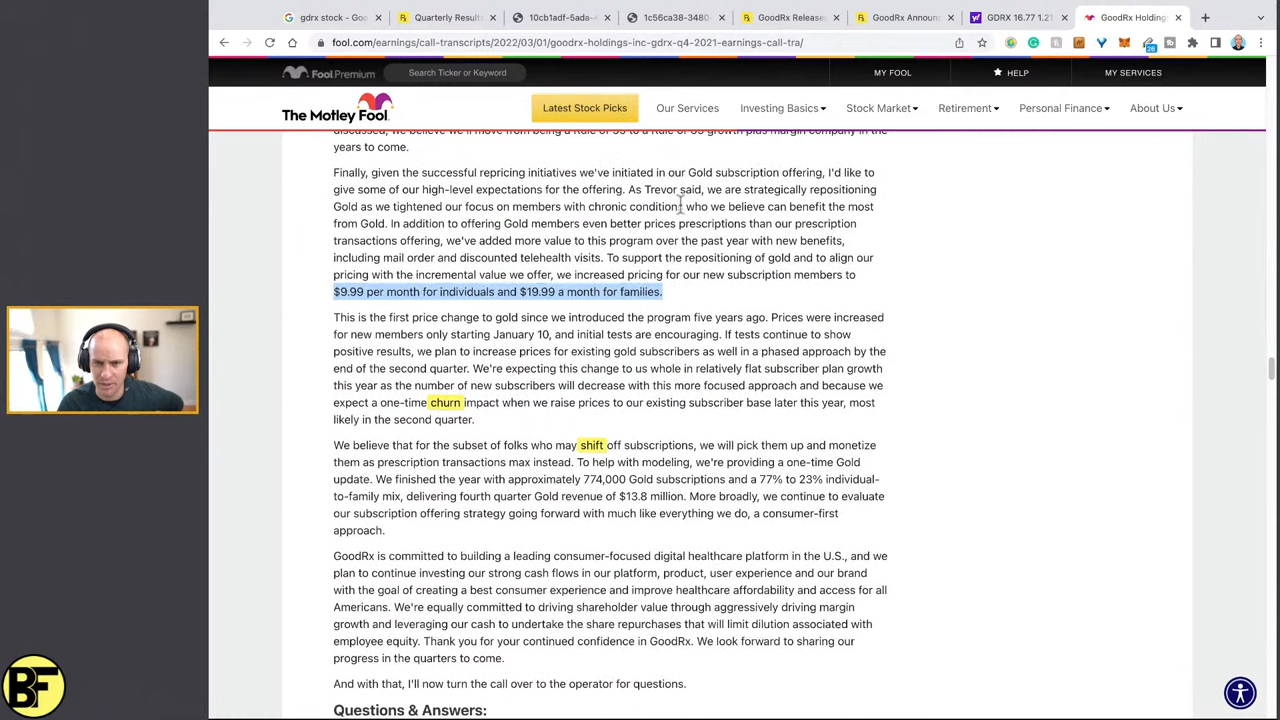 gdrx stock - Goo
Quarterly Results
10cb1adf-5ada-4
1c56ca38-3480-
GoodRx Releases
GoodRx Announc
GDRX 16.77 1.21
GoodRx Holdings
fool.com/earnings/call-transcripts/2022/03/01/goodrx-holdings-inc-gdrx-q4-2021-earnings-call-tra/
26
FoolPremium
Search Ticker or Keyword
MY FOOL
HELP
MY SERVICES
The Motley Fool
Latest Stock Picks
Our Services
Investing Basics
Stock Market
Retirement
Personal Finance
About Us
years to come.
Finally, given the successful repricing initiatives we've initiated in our Gold subscription offering, I'd like to
give some of our high-level expectations for the offering. As Trevor said, we are strategically repositioning
Gold as we tightened our focus on members with chronic conditions who we believe can benefit the most
from Gold. In addition to offering Gold members even better prices prescriptions than our prescription
transactions offering, we've added more value to this program over the past year with new benefits,
including mail order and discounted telehealth visits. To support the repositioning of gold and to align our
pricing with the incremental value we offer, we increased pricing for our new subscription members to
$9.99 per month for individuals and $19.99 a month for families.
This is the first price change to gold since we introduced the program five years ago. Prices were increased
for new members only starting January 10, and initial tests are encouraging. If tests continue to show
positive results, we plan to increase prices for existing gold subscribers as well in a phased approach by the
end of the second quarter. We're expecting this change to us whole in relatively flat subscriber plan growth
this year as the number of new subscribers will decrease with this more focused approach and because we
expect a one-time churn impact when we raise prices to our existing subscriber base later this year, most
likely in the second quarter.
We believe that for the subset of folks who may shift off subscriptions, we will pick them up and monetize
them as prescription transactions max instead. To help with modeling, we're providing a one-time Gold
update. We finished the year with approximately 774,000 Gold subscriptions and a 77% to 23% individual-
to-family mix, delivering fourth quarter Gold revenue of $13.8 million. More broadly, we continue to evaluate
our subscription offering strategy going forward with much like everything we do, a consumer-first
approach.
GoodRx is committed to building a leading consumer-focused digital healthcare platform in the U.S., and we
plan to continue investing our strong cash flows in our platform, product, user experience and our brand
with the goal of creating a best consumer experience and improve healthcare affordability and access for all
Americans. We're equally committed to driving shareholder value through aggressively driving margin
growth and leveraging our cash to undertake the share repurchases that will limit dilution associated with
employee equity. Thank you for your continued confidence in GoodRx. We look forward to sharing our
progress in the quarters to come.
And with that, I'll now turn the call over to the operator for questions.
Questions & Answers:
BF